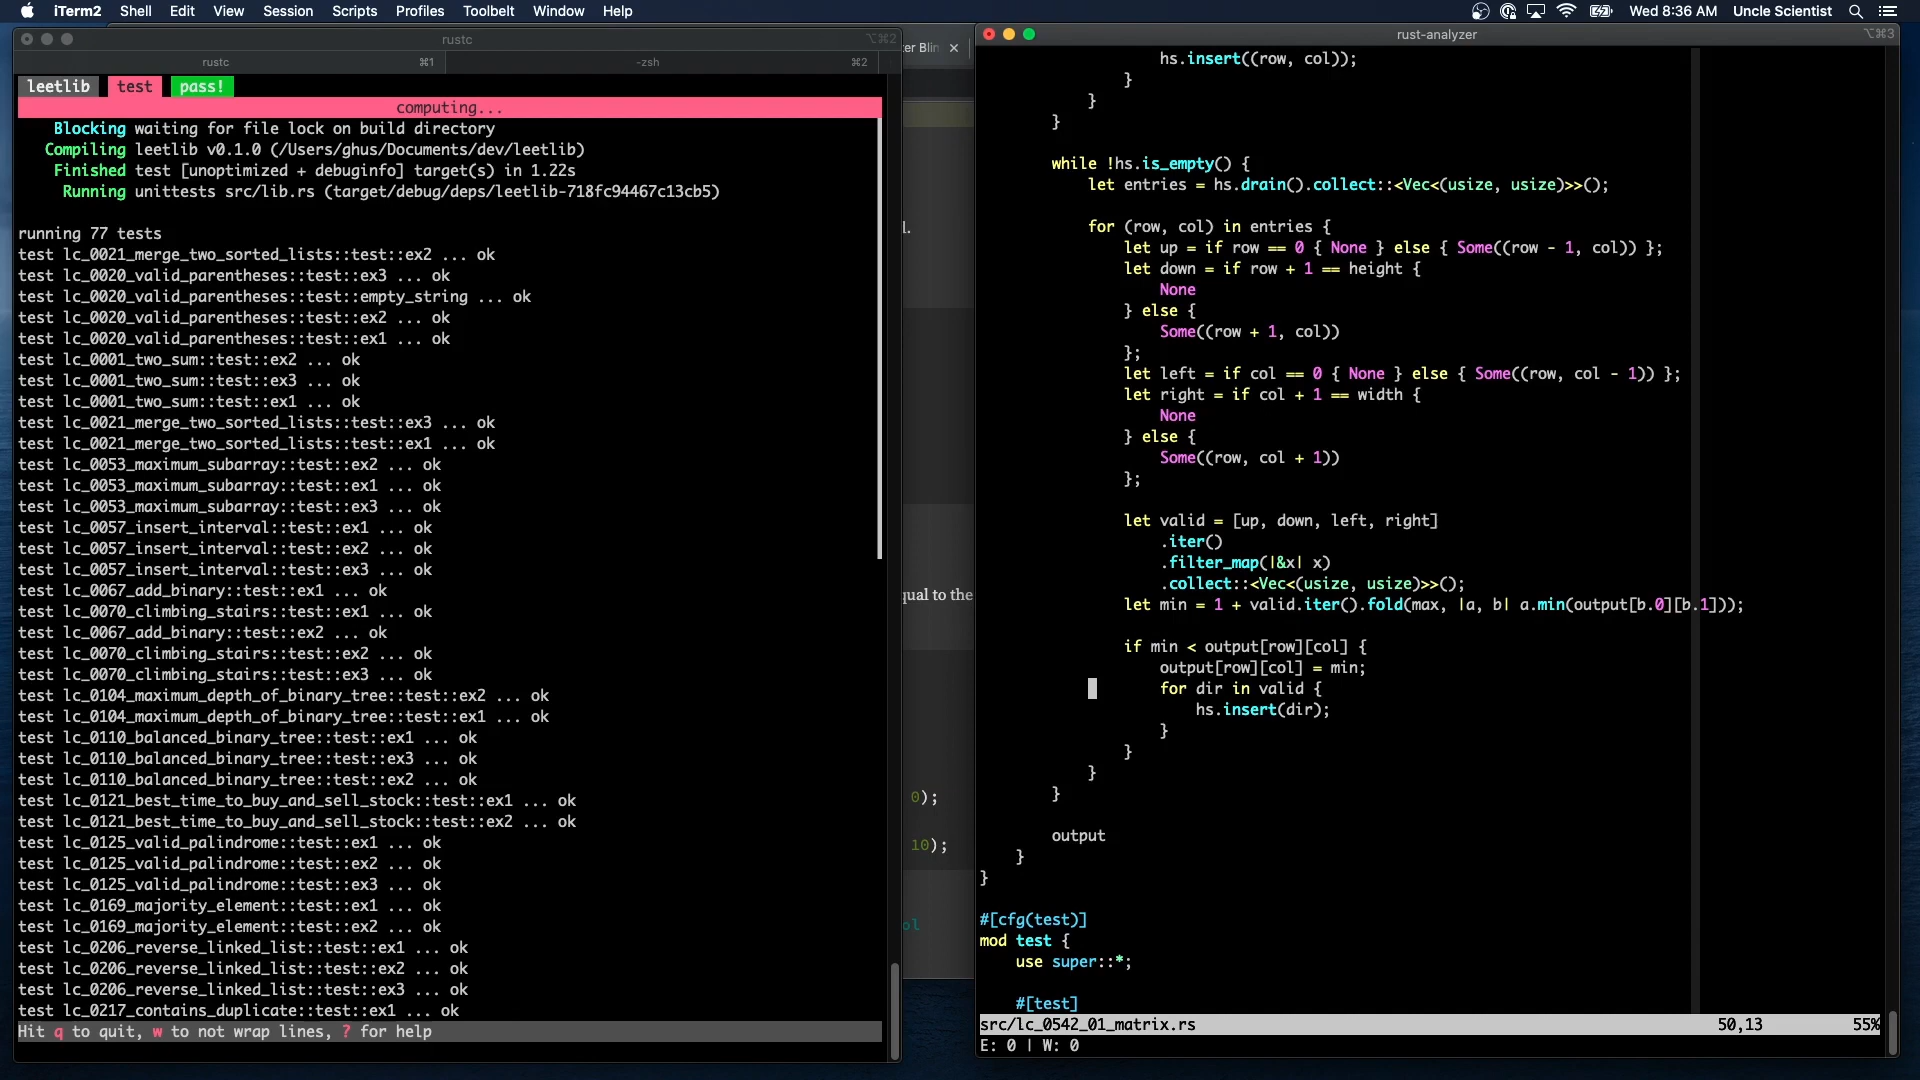 iTerm2 Shell Edit View Session Scripts Profiles Toolbelt Window Help
Wed 8:36 AM Uncle Scientist
rustc ⌥⌘2
rustc ⌘1 -zsh ⌘2
leetlib test pass!
computing...
Blocking waiting for file lock on build directory
Compiling leetlib v0.1.0 (/Users/ghus/Documents/dev/leetlib)
Finished test [unoptimized + debuginfo] target(s) in 1.22s
Running unittests src/lib.rs (target/debug/deps/leetlib-718fc94467c13cb5)
running 77 tests
test lc_0021_merge_two_sorted_lists::test::ex2 ... ok
test lc_0020_valid_parentheses::test::ex3 ... ok
test lc_0020_valid_parentheses::test::empty_string ... ok
test lc_0020_valid_parentheses::test::ex2 ... ok
test lc_0020_valid_parentheses::test::ex1 ... ok
test lc_0001_two_sum::test::ex2 ... ok
test lc_0001_two_sum::test::ex3 ... ok
test lc_0001_two_sum::test::ex1 ... ok
test lc_0021_merge_two_sorted_lists::test::ex3 ... ok
test lc_0021_merge_two_sorted_lists::test::ex1 ... ok
test lc_0053_maximum_subarray::test::ex2 ... ok
test lc_0053_maximum_subarray::test::ex1 ... ok
test lc_0053_maximum_subarray::test::ex3 ... ok
test lc_0057_insert_interval::test::ex1 ... ok
test lc_0057_insert_interval::test::ex2 ... ok
test lc_0057_insert_interval::test::ex3 ... ok
test lc_0067_add_binary::test::ex1 ... ok
test lc_0070_climbing_stairs::test::ex1 ... ok
test lc_0067_add_binary::test::ex2 ... ok
test lc_0070_climbing_stairs::test::ex2 ... ok
test lc_0070_climbing_stairs::test::ex3 ... ok
test lc_0104_maximum_depth_of_binary_tree::test::ex2 ... ok
test lc_0104_maximum_depth_of_binary_tree::test::ex1 ... ok
test lc_0110_balanced_binary_tree::test::ex1 ... ok
test lc_0110_balanced_binary_tree::test::ex3 ... ok
test lc_0110_balanced_binary_tree::test::ex2 ... ok
test lc_0121_best_time_to_buy_and_sell_stock::test::ex1 ... ok
test lc_0121_best_time_to_buy_and_sell_stock::test::ex2 ... ok
test lc_0125_valid_palindrome::test::ex1 ... ok
test lc_0125_valid_palindrome::test::ex2 ... ok
test lc_0125_valid_palindrome::test::ex3 ... ok
test lc_0169_majority_element::test::ex1 ... ok
test lc_0169_majority_element::test::ex2 ... ok
test lc_0206_reverse_linked_list::test::ex1 ... ok
test lc_0206_reverse_linked_list::test::ex2 ... ok
test lc_0206_reverse_linked_list::test::ex3 ... ok
test lc_0217_contains_duplicate::test::ex1 ... ok
Hit q to quit, w to not wrap lines, ? for help
to the
0);
10);
rust-analyzer ⌥⌘3
hs.insert((row, col));
}
}
}
while !hs.is_empty() {
let entries = hs.drain().collect::<Vec<(usize, usize)>>();
for (row, col) in entries {
let up = if row == 0 { None } else { Some((row - 1, col)) };
let down = if row + 1 == height {
None
} else {
Some((row + 1, col))
};
let left = if col == 0 { None } else { Some((row, col - 1)) };
let right = if col + 1 == width {
None
} else {
Some((row, col + 1))
};
let valid = [up, down, left, right]
.iter()
.filter_map(|&x| x)
.collect::<Vec<(usize, usize)>>();
let min = 1 + valid.iter().fold(max, |a, b| a.min(output[b.0][b.1]));
if min < output[row][col] {
output[row][col] = min;
for dir in valid {
hs.insert(dir);
}
}
}
}
output
}
}
#[cfg(test)]
mod test {
use super::*;
#[test]
src/lc_0542_01_matrix.rs 50,13 55%
E: 0 | W: 0